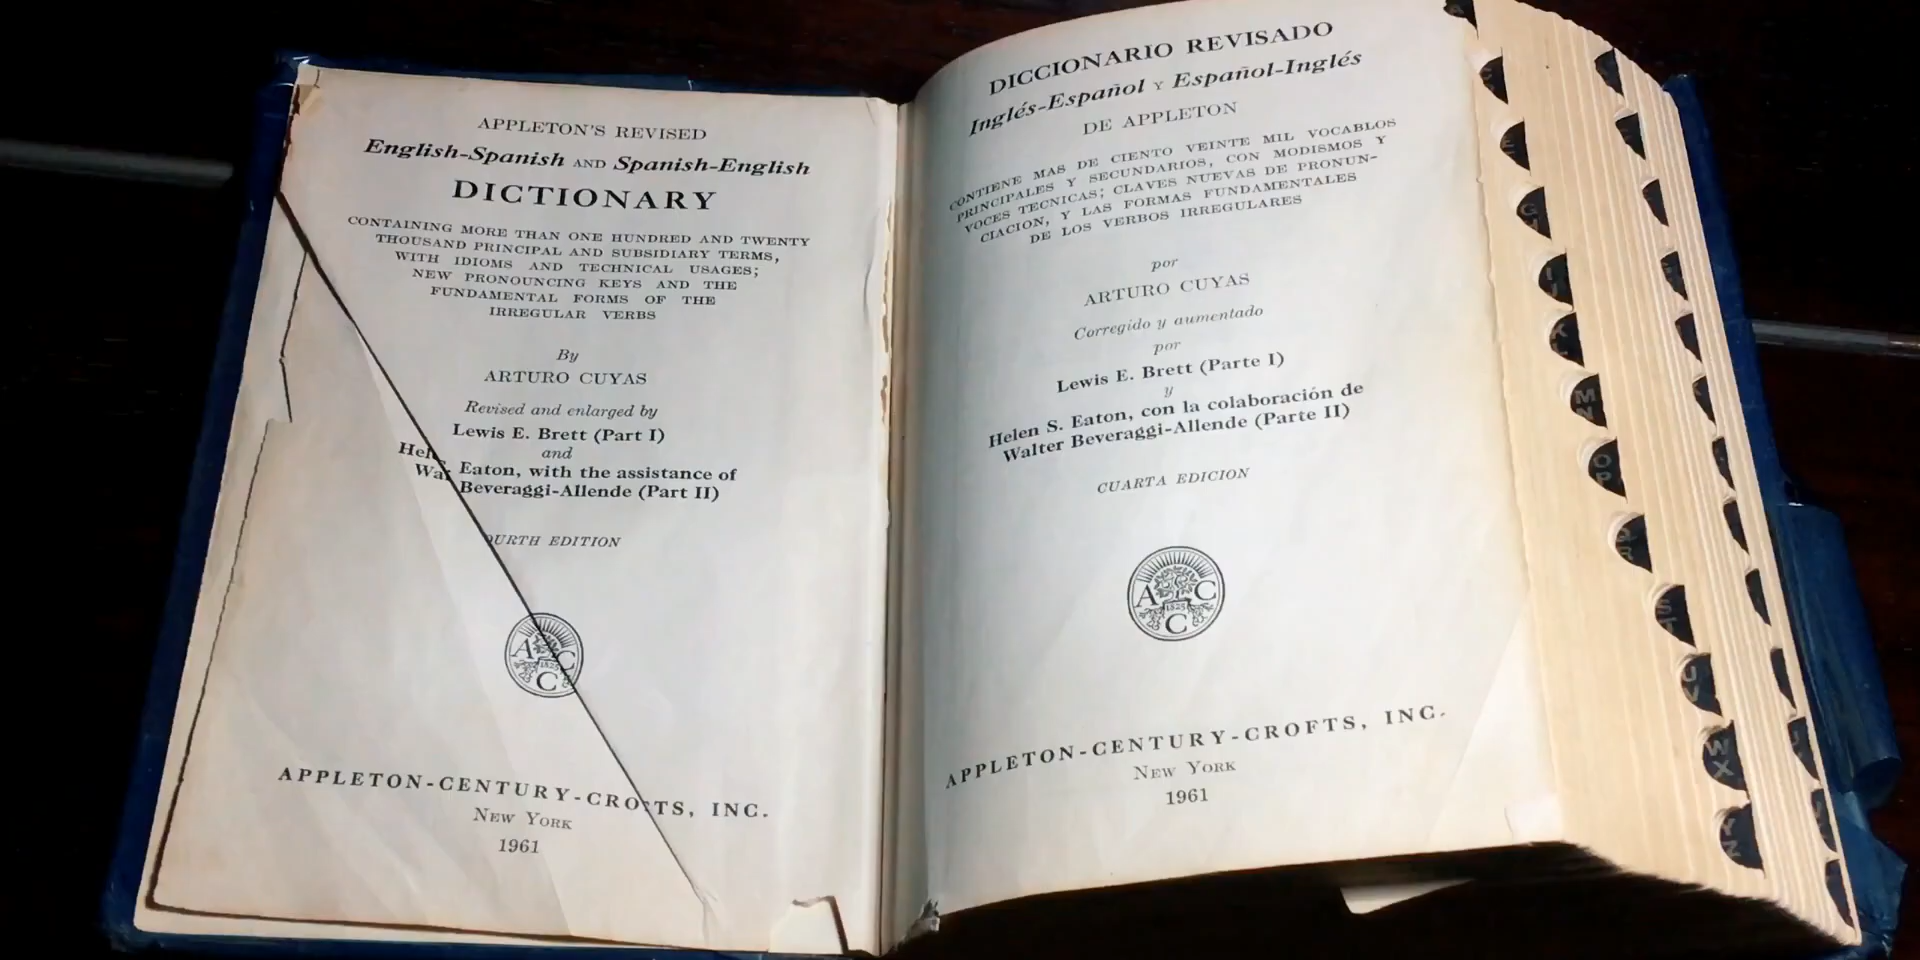 APPLETON'S REVISED
English-Spanish AND Spanish-English
DICTIONARY
CONTAINING MORE THAN ONE HUNDRED AND TWENTY
THOUSAND PRINCIPAL AND SUBSIDIARY TERMS,
WITH IDIOMS AND TECHNICAL USAGES;
NEW PRONOUNCING KEYS AND THE
FUNDAMENTAL FORMS OF THE
IRREGULAR VERBS
By
ARTURO CUYAS
Revised and enlarged by
Lewis E. Brett (Part I)
and
Eaton, with the assistance of
Beveraggi-Allende (Part II)
EDITION
A C
1825
C
APPLETON-CENTURY-CROFTS, INC.
NEW YORK
1961
DICCIONARIO REVISADO
Inglés-Español Y Español-Inglés
DE APPLETON
CONTIENE MAS DE CIENTO VEINTE MIL VOCABLOS
PRINCIPALES Y SECUNDARIOS, CON MODISMOS Y
VOCES TECNICAS; CLAVES NUEVAS DE PRONUN-
CIACION, Y LAS FORMAS FUNDAMENTALES
DE LOS VERBOS IRREGULARES
por
ARTURO CUYAS
Corregido y aumentado
por
Lewis E. Brett (Parte I)
y
Helen S. Eaton, con la colaboración de
Walter Beveraggi-Allende (Parte II)
CUARTA EDICION
A C
1825
C
APPLETON-CENTURY-CROFTS, INC.
NEW YORK
1961
M
N
O
P
S
T
U
V
W
X
Y
Z